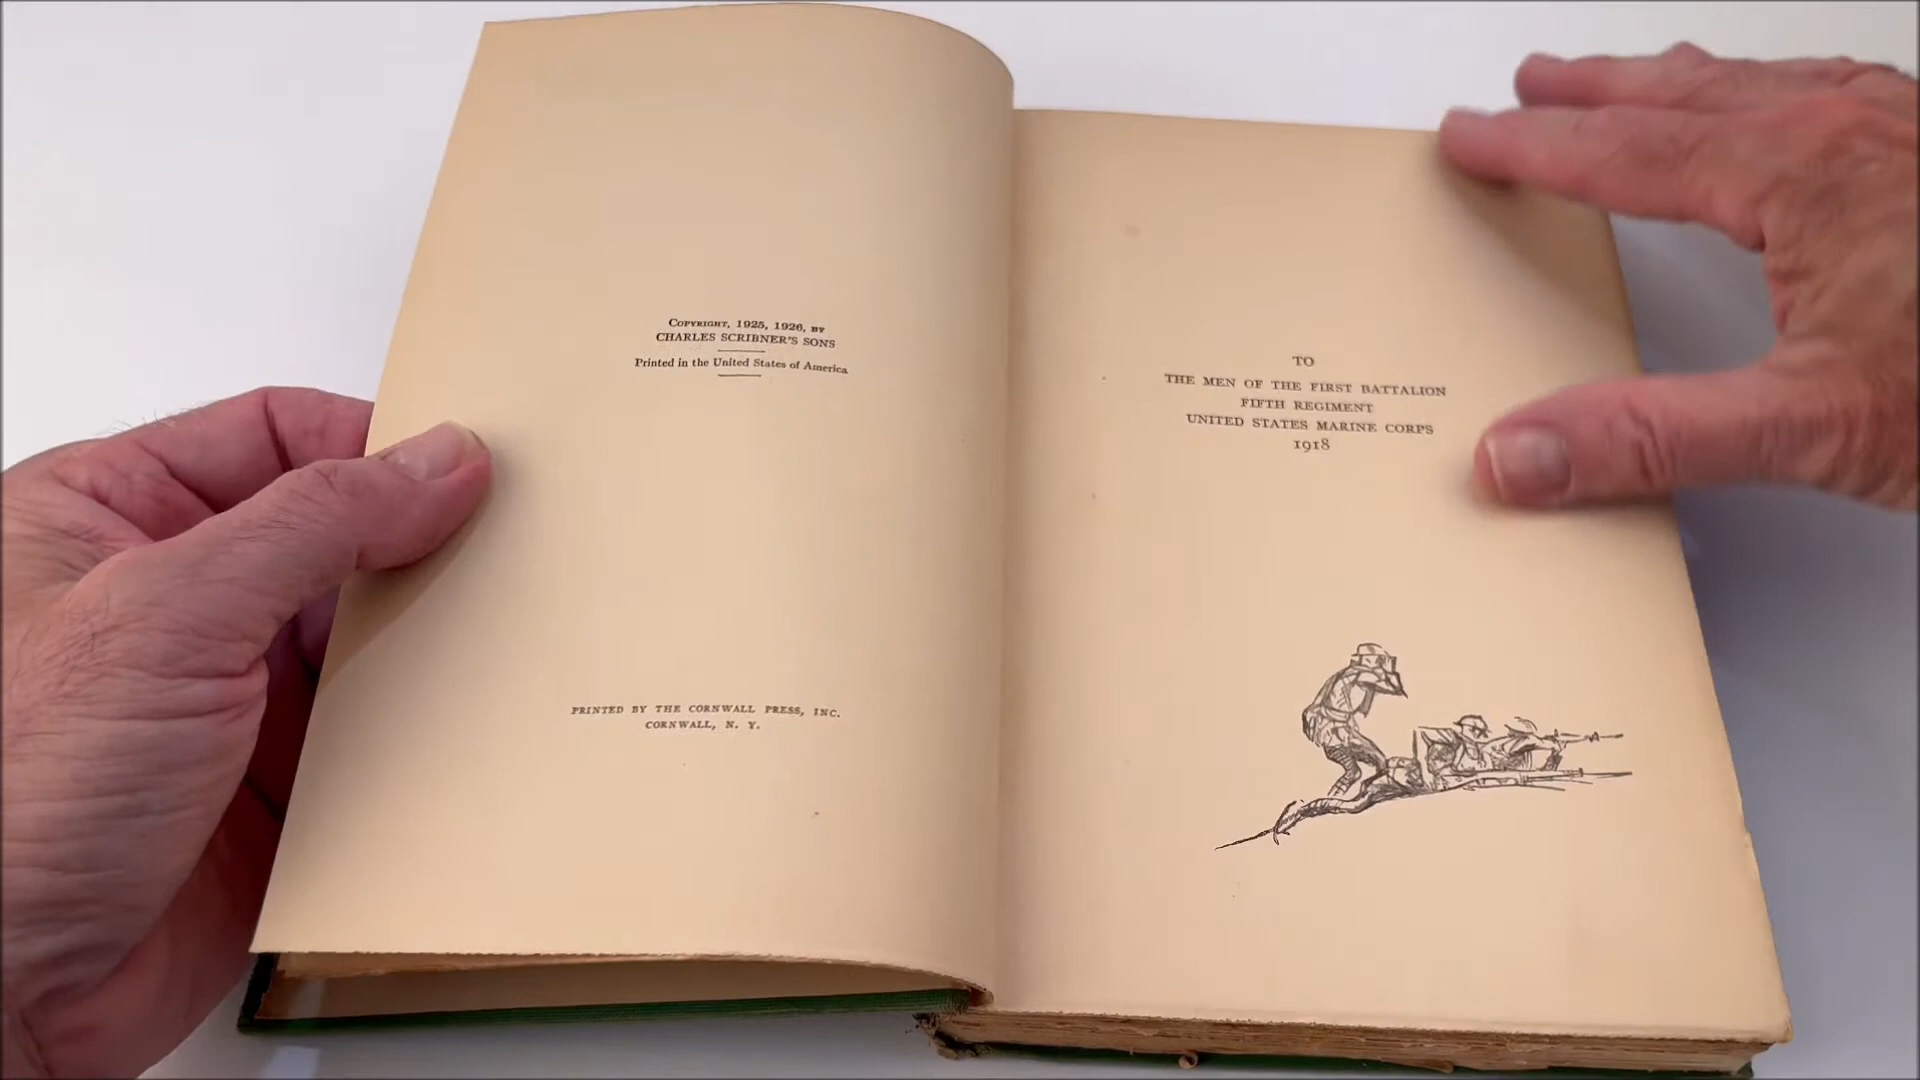 COPYRIGHT, 1925, 1926, BY
CHARLES SCRIBNER'S SONS
Printed in the United States of America
PRINTED BY THE CORNWALL PRESS, INC.
CORNWALL, N. Y.
TO
THE MEN OF THE FIRST BATTALION
FIFTH REGIMENT
UNITED STATES MARINE CORPS
1918